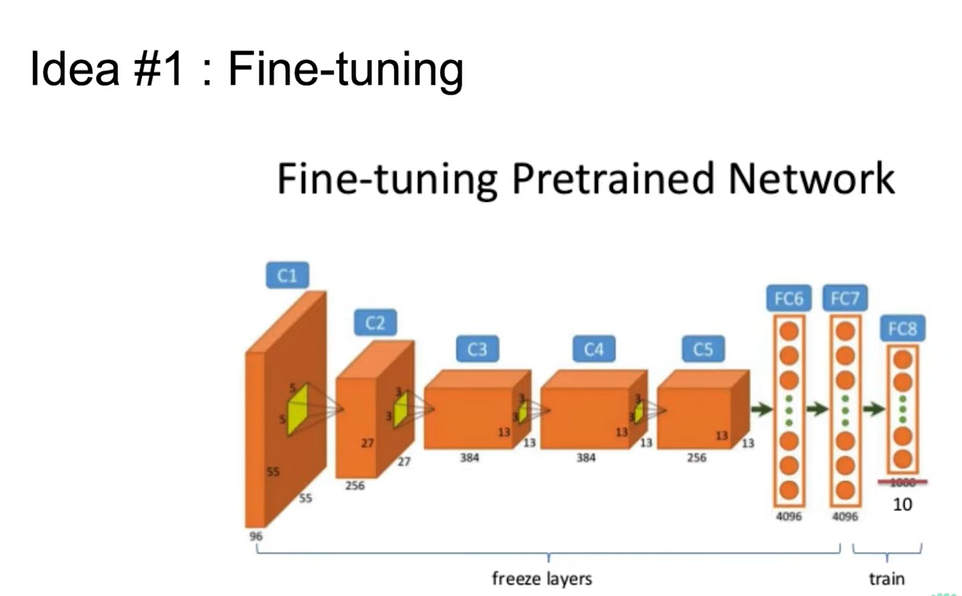 Idea #1 : Fine-tuning
Fine-tuning Pretrained Network
C1
C2
C3
C4
C5
FC6
FC7
FC8
5
5
55
55
96
3
3
27
27
256
3
3
13
13
384
3
3
13
13
384
13
13
256
4096
4096
1000
10
freeze layers
train